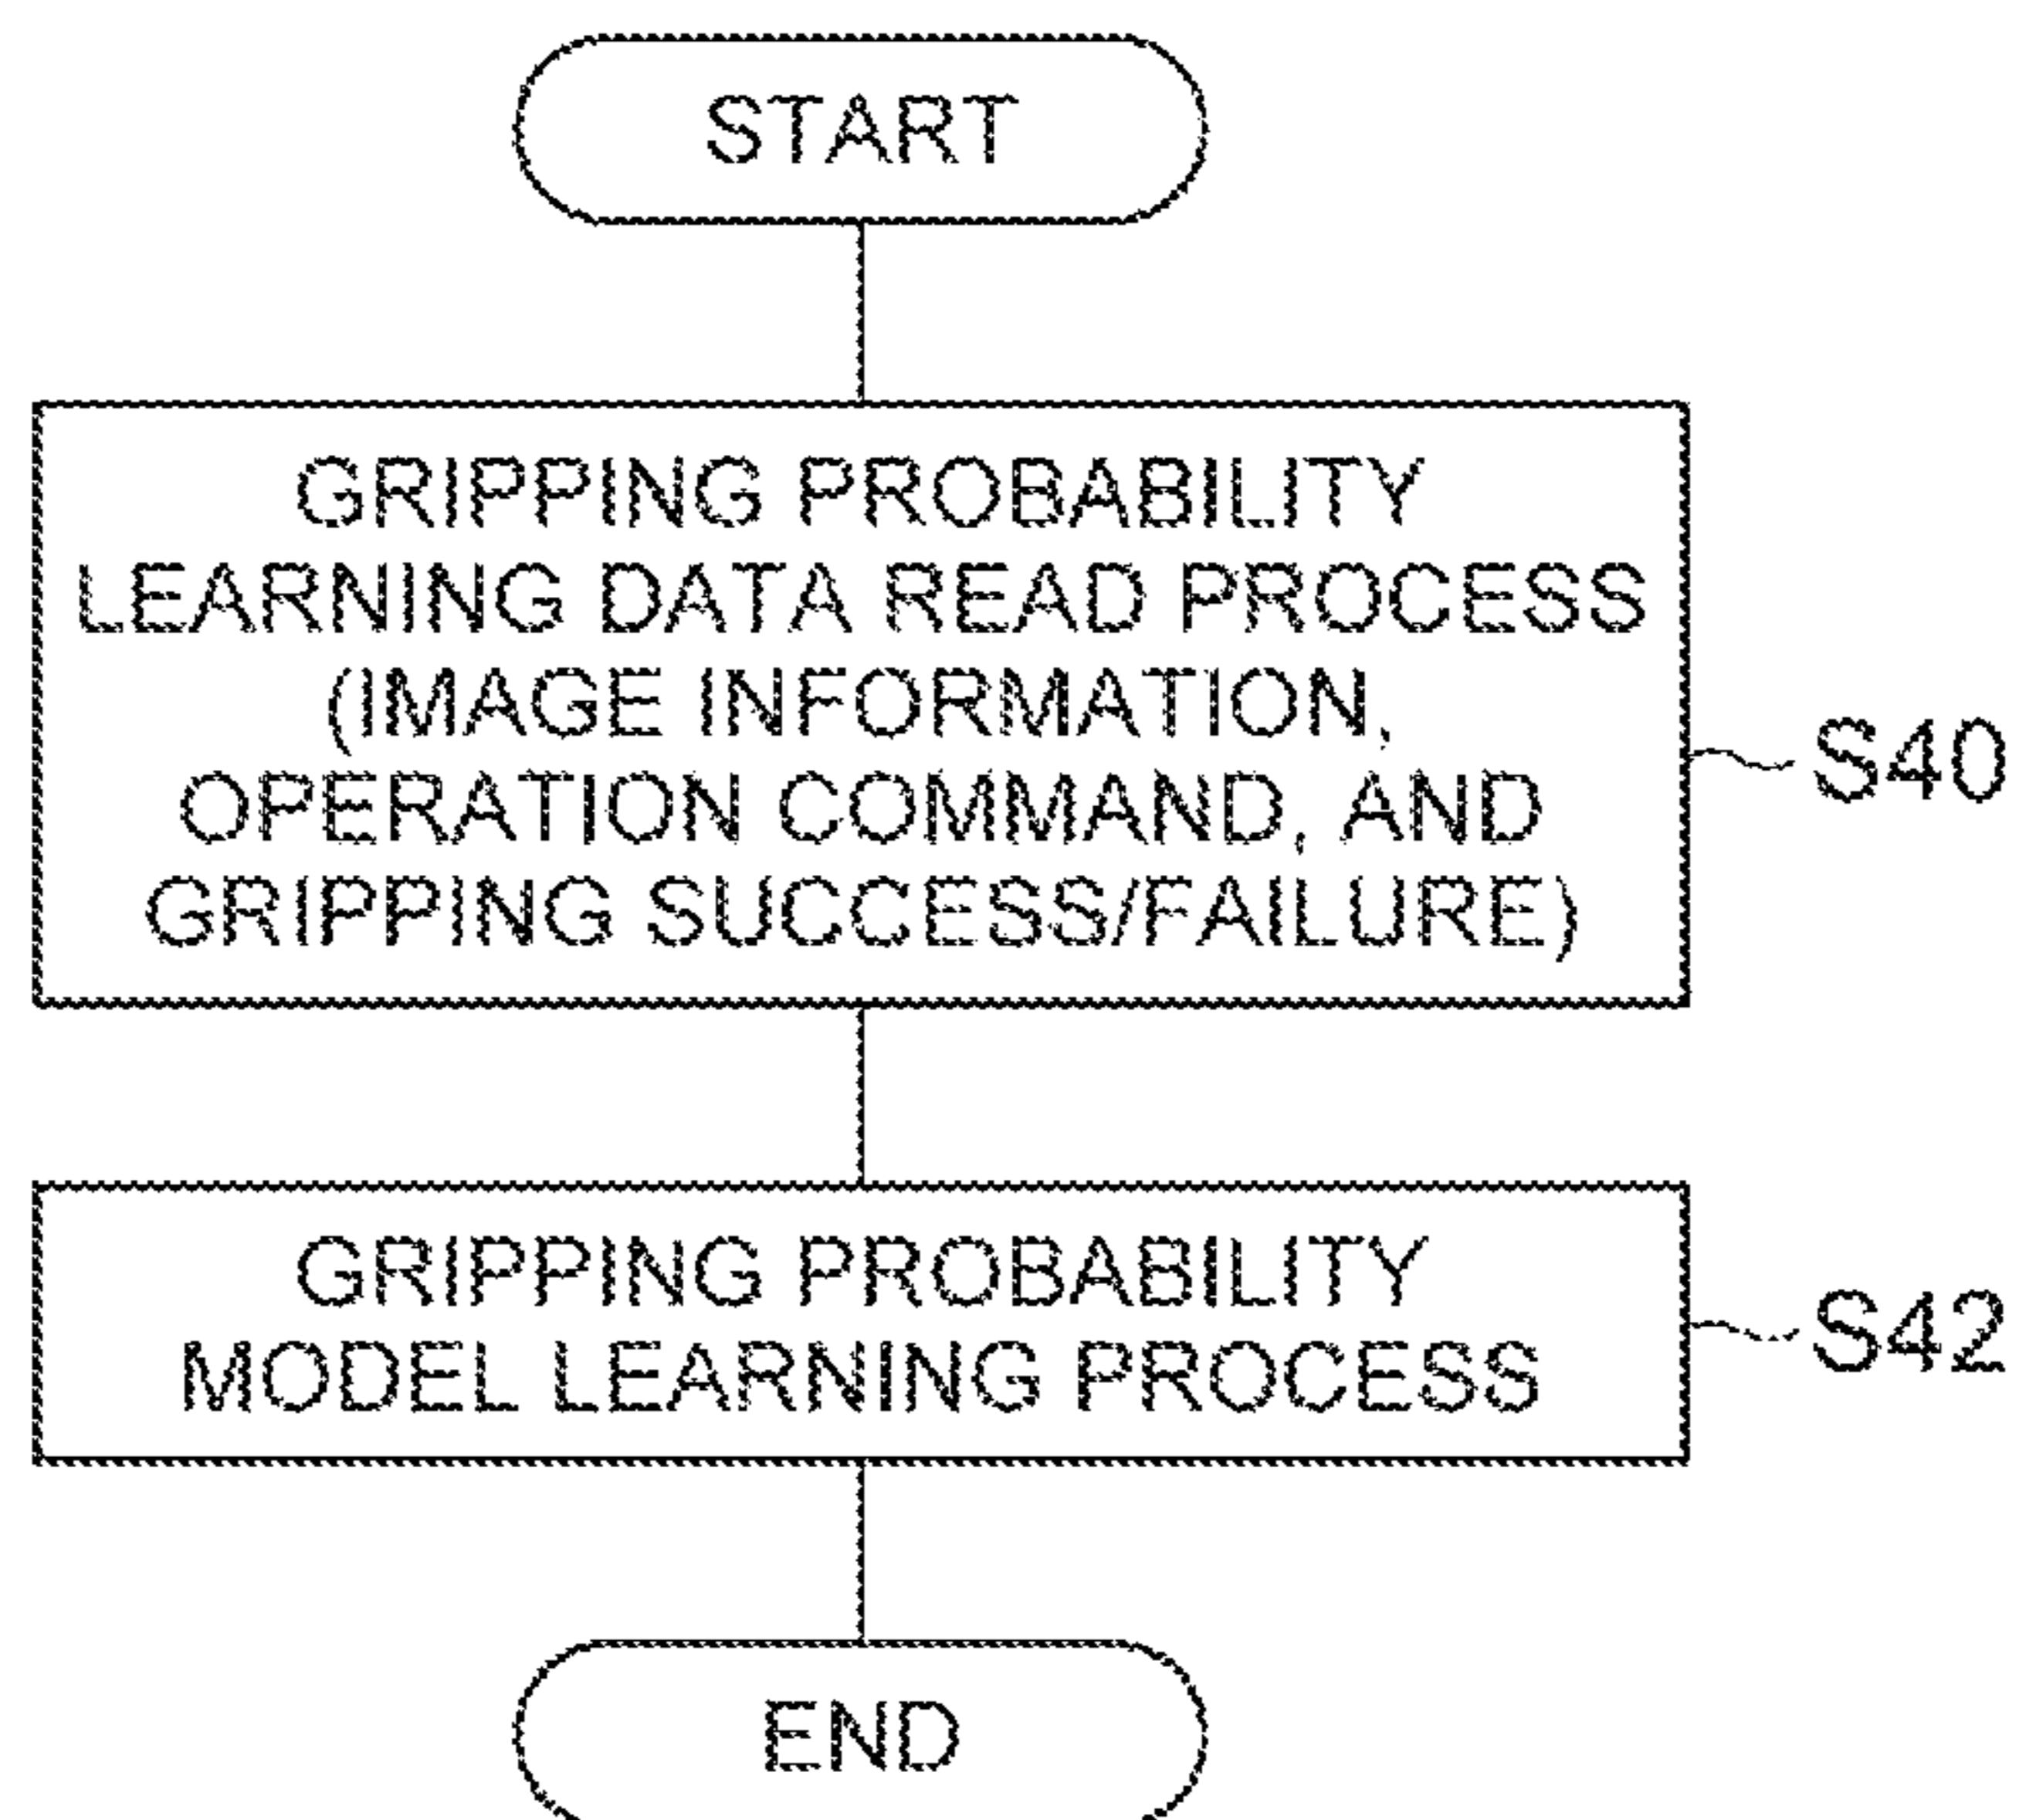 START
GRIPPING PROBABILITY
LEARNING DATA READ PROCESS
(IMAGE INFORMATION,
OPERATION COMMAND, AND
GRIPPING SUCCESS/FAILURE)
S40
GRIPPING PROBABILITY
MODEL LEARNING PROCESS
S42
END